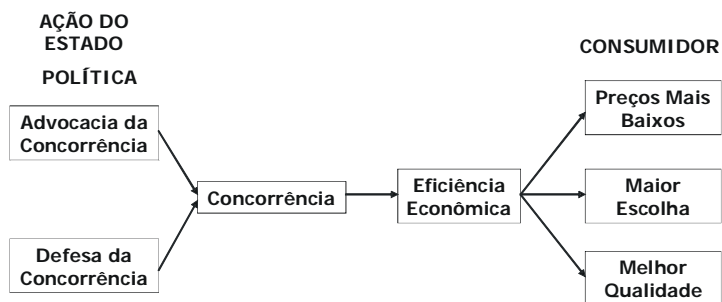 AÇÃO DO
ESTADO
POLÍTICA
CONSUMIDOR
Advocacia da
Concorrência
Defesa da
Concorrência
Concorrência
Eficiência
Econômica
Preços Mais
Baixos
Maior
Escolha
Melhor
Qualidade